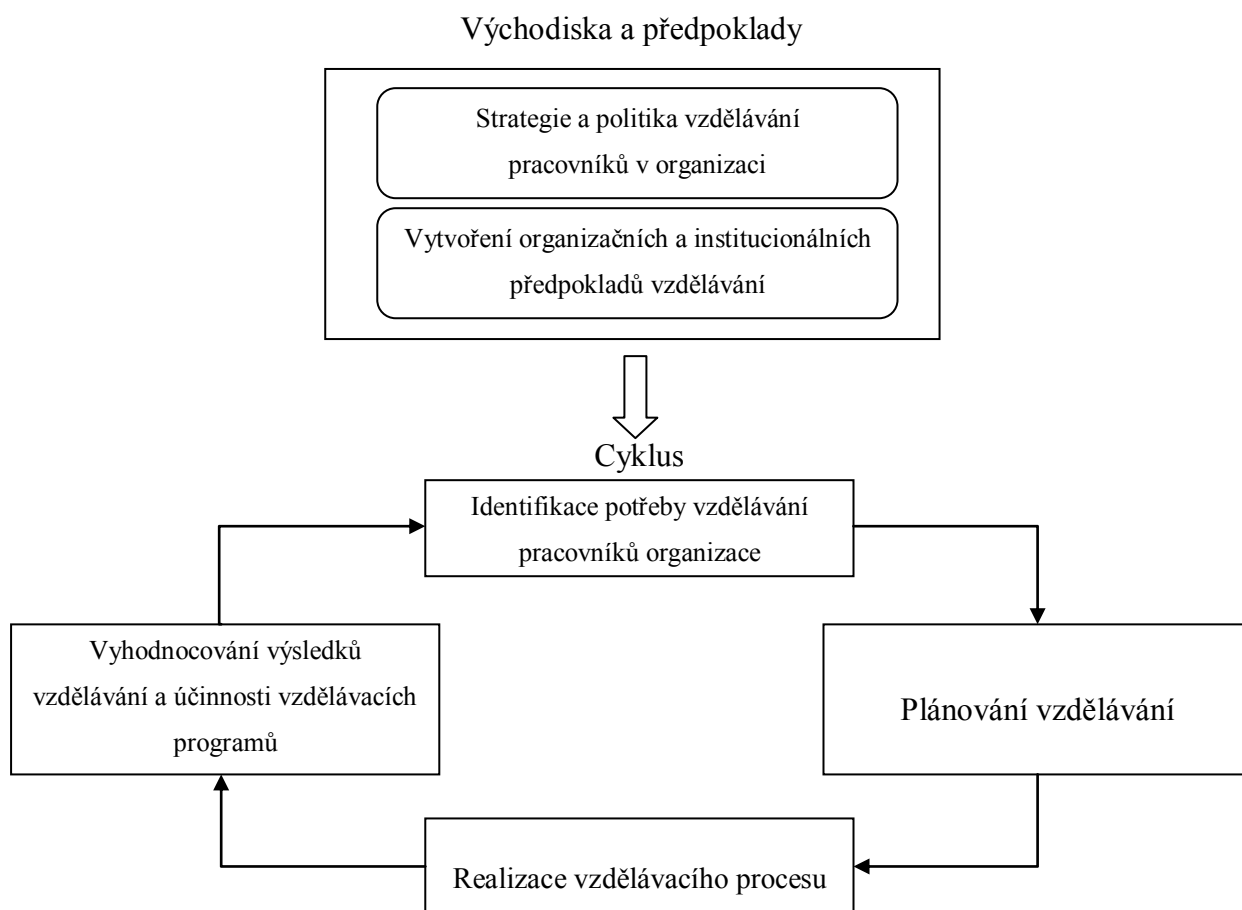 Východiska a předpoklady
Strategie a politika vzdělávání
pracovníků v organizaci
Vytvoření organizačních a institucionálních
předpokladů vzdělávání
Cyklus
Identifikace potřeby vzdělávání
pracovníků organizace
Vyhodnocování výsledků
vzdělávání a účinnosti vzdělávacích
programů
Plánování vzdělávání
Realizace vzdělávacího procesu